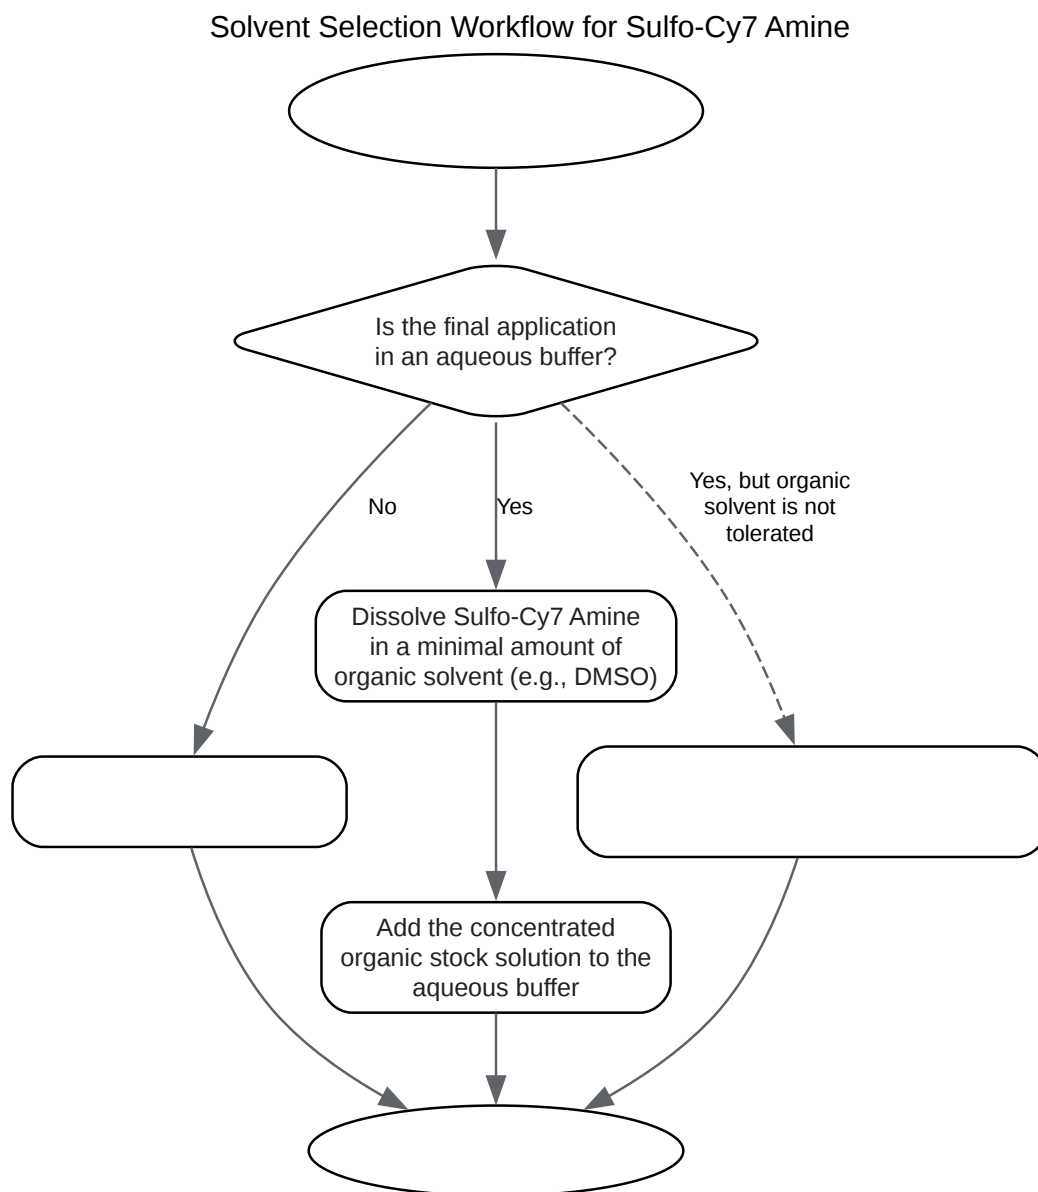 Solvent Selection Workflow for Sulfo-Cy7 Amine
Is the final application
in an aqueous buffer?
No
Yes
Yes, but organic
solvent is not
tolerated
Dissolve Sulfo-Cy7 Amine
in a minimal amount of
organic solvent (e.g., DMSO)
Add the concentrated
organic stock solution to the
aqueous buffer